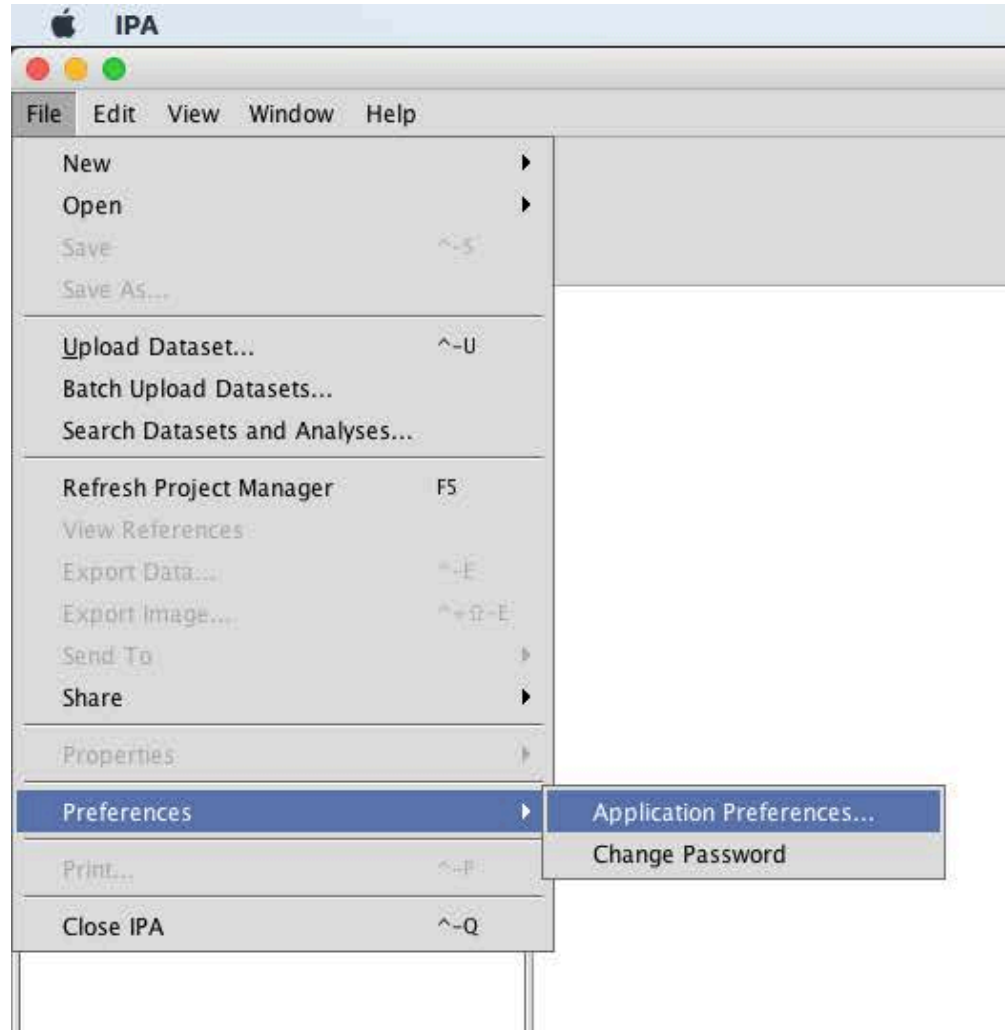 IPA
File Edit View Window Help
New
Open
Save ^-S
Save As...
Upload Dataset... ^-U
Batch Upload Datasets...
Search Datasets and Analyses...
Refresh Project Manager F5
View References
Export Data... ^-E
Export Image... ^+⇧-E
Send To
Share
Properties
Preferences
Application Preferences...
Change Password
Print... ^-P
Close IPA ^-Q